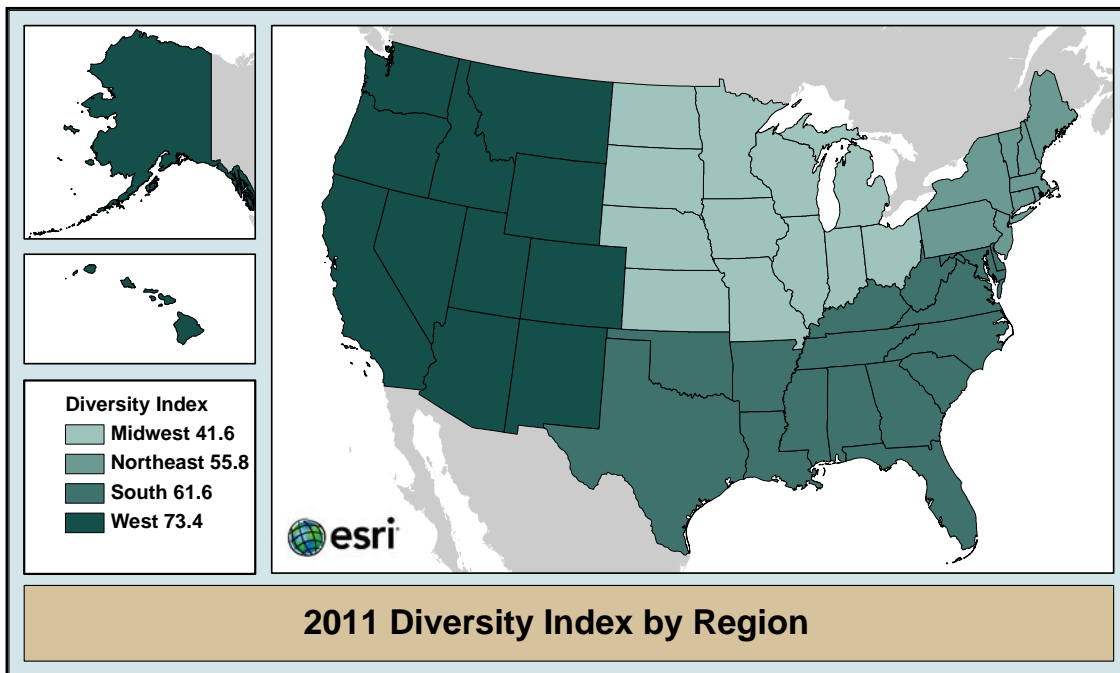 Diversity Index
Midwest 41.6
Northeast 55.8
South 61.6
West 73.4
esri
2011 Diversity Index by Region